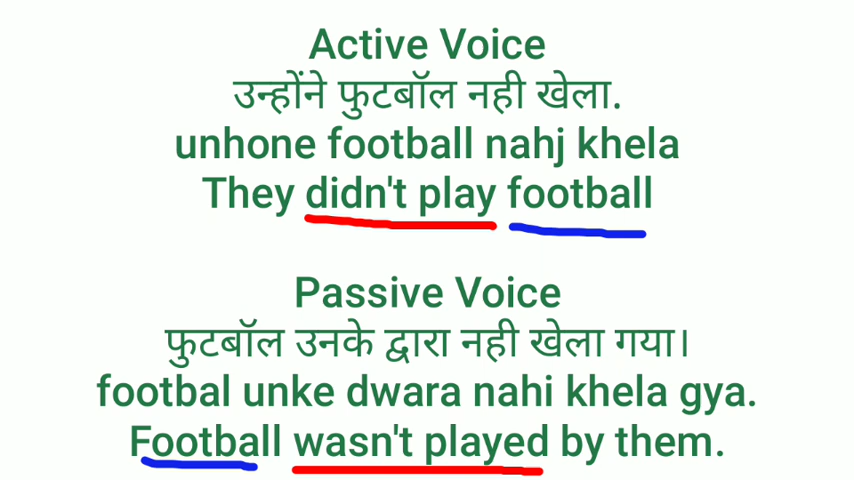 Active Voice
उन्होंने फुटबॉल नही खेला.
unhone football nahj khela
They didn't play football
Passive Voice
फुटबॉल उनके द्वारा नही खेला गया।
footbal unke dwara nahi khela gya.
Football wasn't played by them.